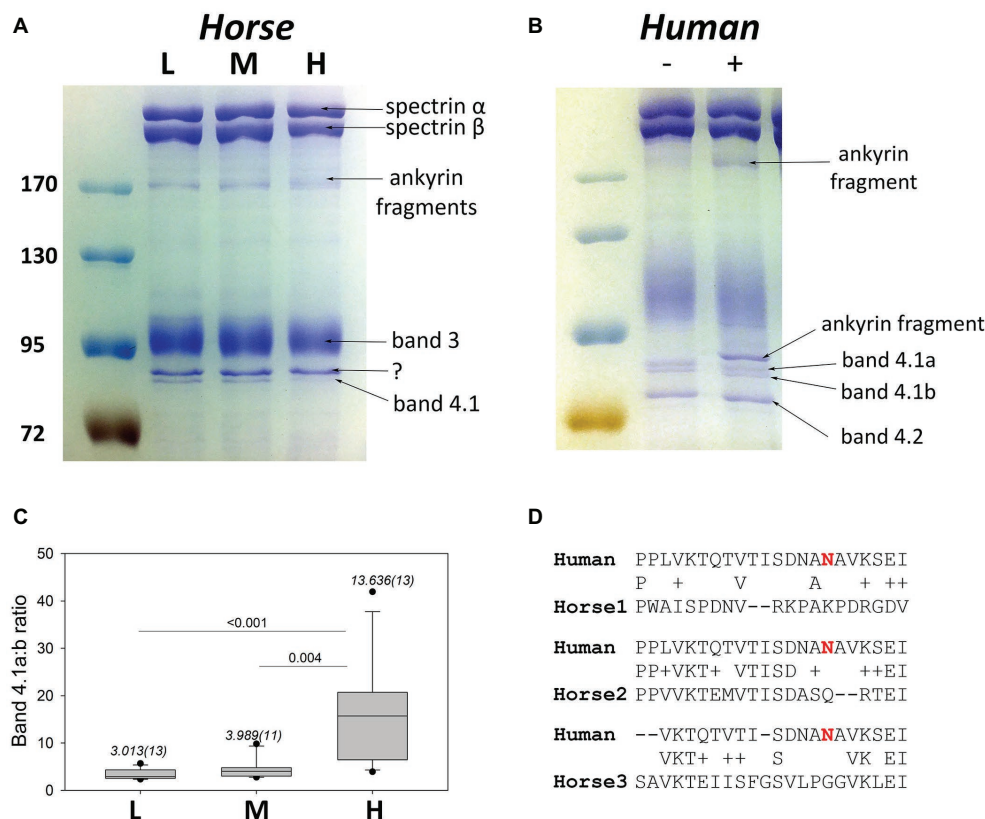 A
Horse
L M H
170
130
95
72
spectrin α
spectrin β
ankyrin
fragments
band 3
?
band 4.1
B
Human
- +
ankyrin
fragment
ankyrin fragment
band 4.1a
band 4.1b
band 4.2
C
Band 4.1a:b ratio
50
40
30
20
10
0
3.013(13)
3.989(11)
13.636(13)
<0.001
0.004
L M H
D
Human PPLVKTQTVTISDNANAVKSEI
P + V A + ++
Horse1 PWAISPDNV--RKPAKPDRGDV
Human PPLVKTQTVTISDNANAVKSEI
PP+VKT+ VTISD + ++EI
Horse2 PPVVKTEMVTISDASQ--RTEI
Human --VKTQTVTI-SDNANAVKSEI
VKT+ ++ S VK EI
Horse3 SAVKTEIISFGSVLPGGVKLEI